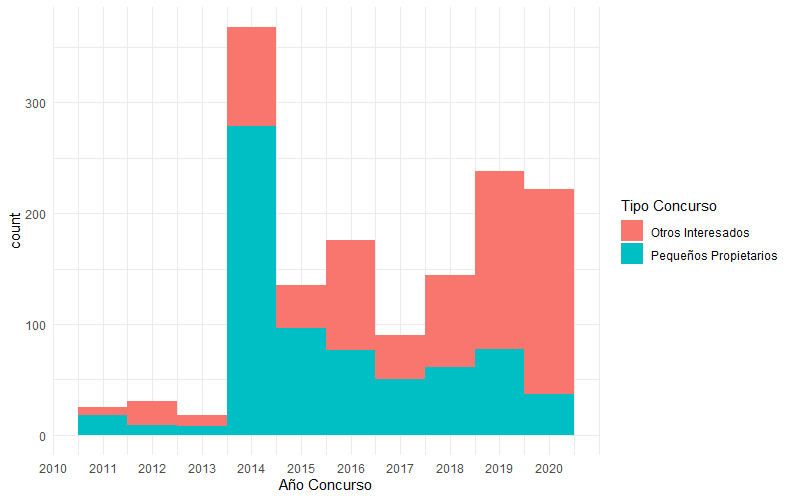 count
300
200
100
0
2010 2011 2012 2013 2014 2015 2016 2017 2018 2019 2020
Año Concurso
Tipo Concurso
Otros Interesados
Pequeños Propietarios